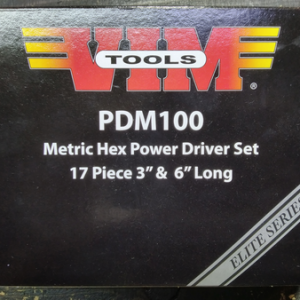 VIM
TOOLS
®
PDM100
Metric Hex Power Driver Set
17 Piece 3” & 6” Long
ELITE SERIES